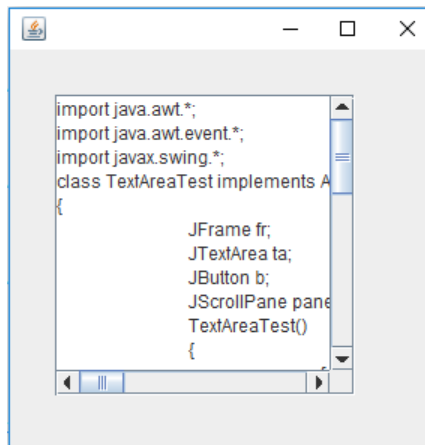 import java.awt.*;
import java.awt.event.*;
import javax.swing.*;
class TextAreaTest implements A
{
JFrame fr;
JTextArea ta;
JButton b;
JScrollPane pane
TextAreaTest()
{